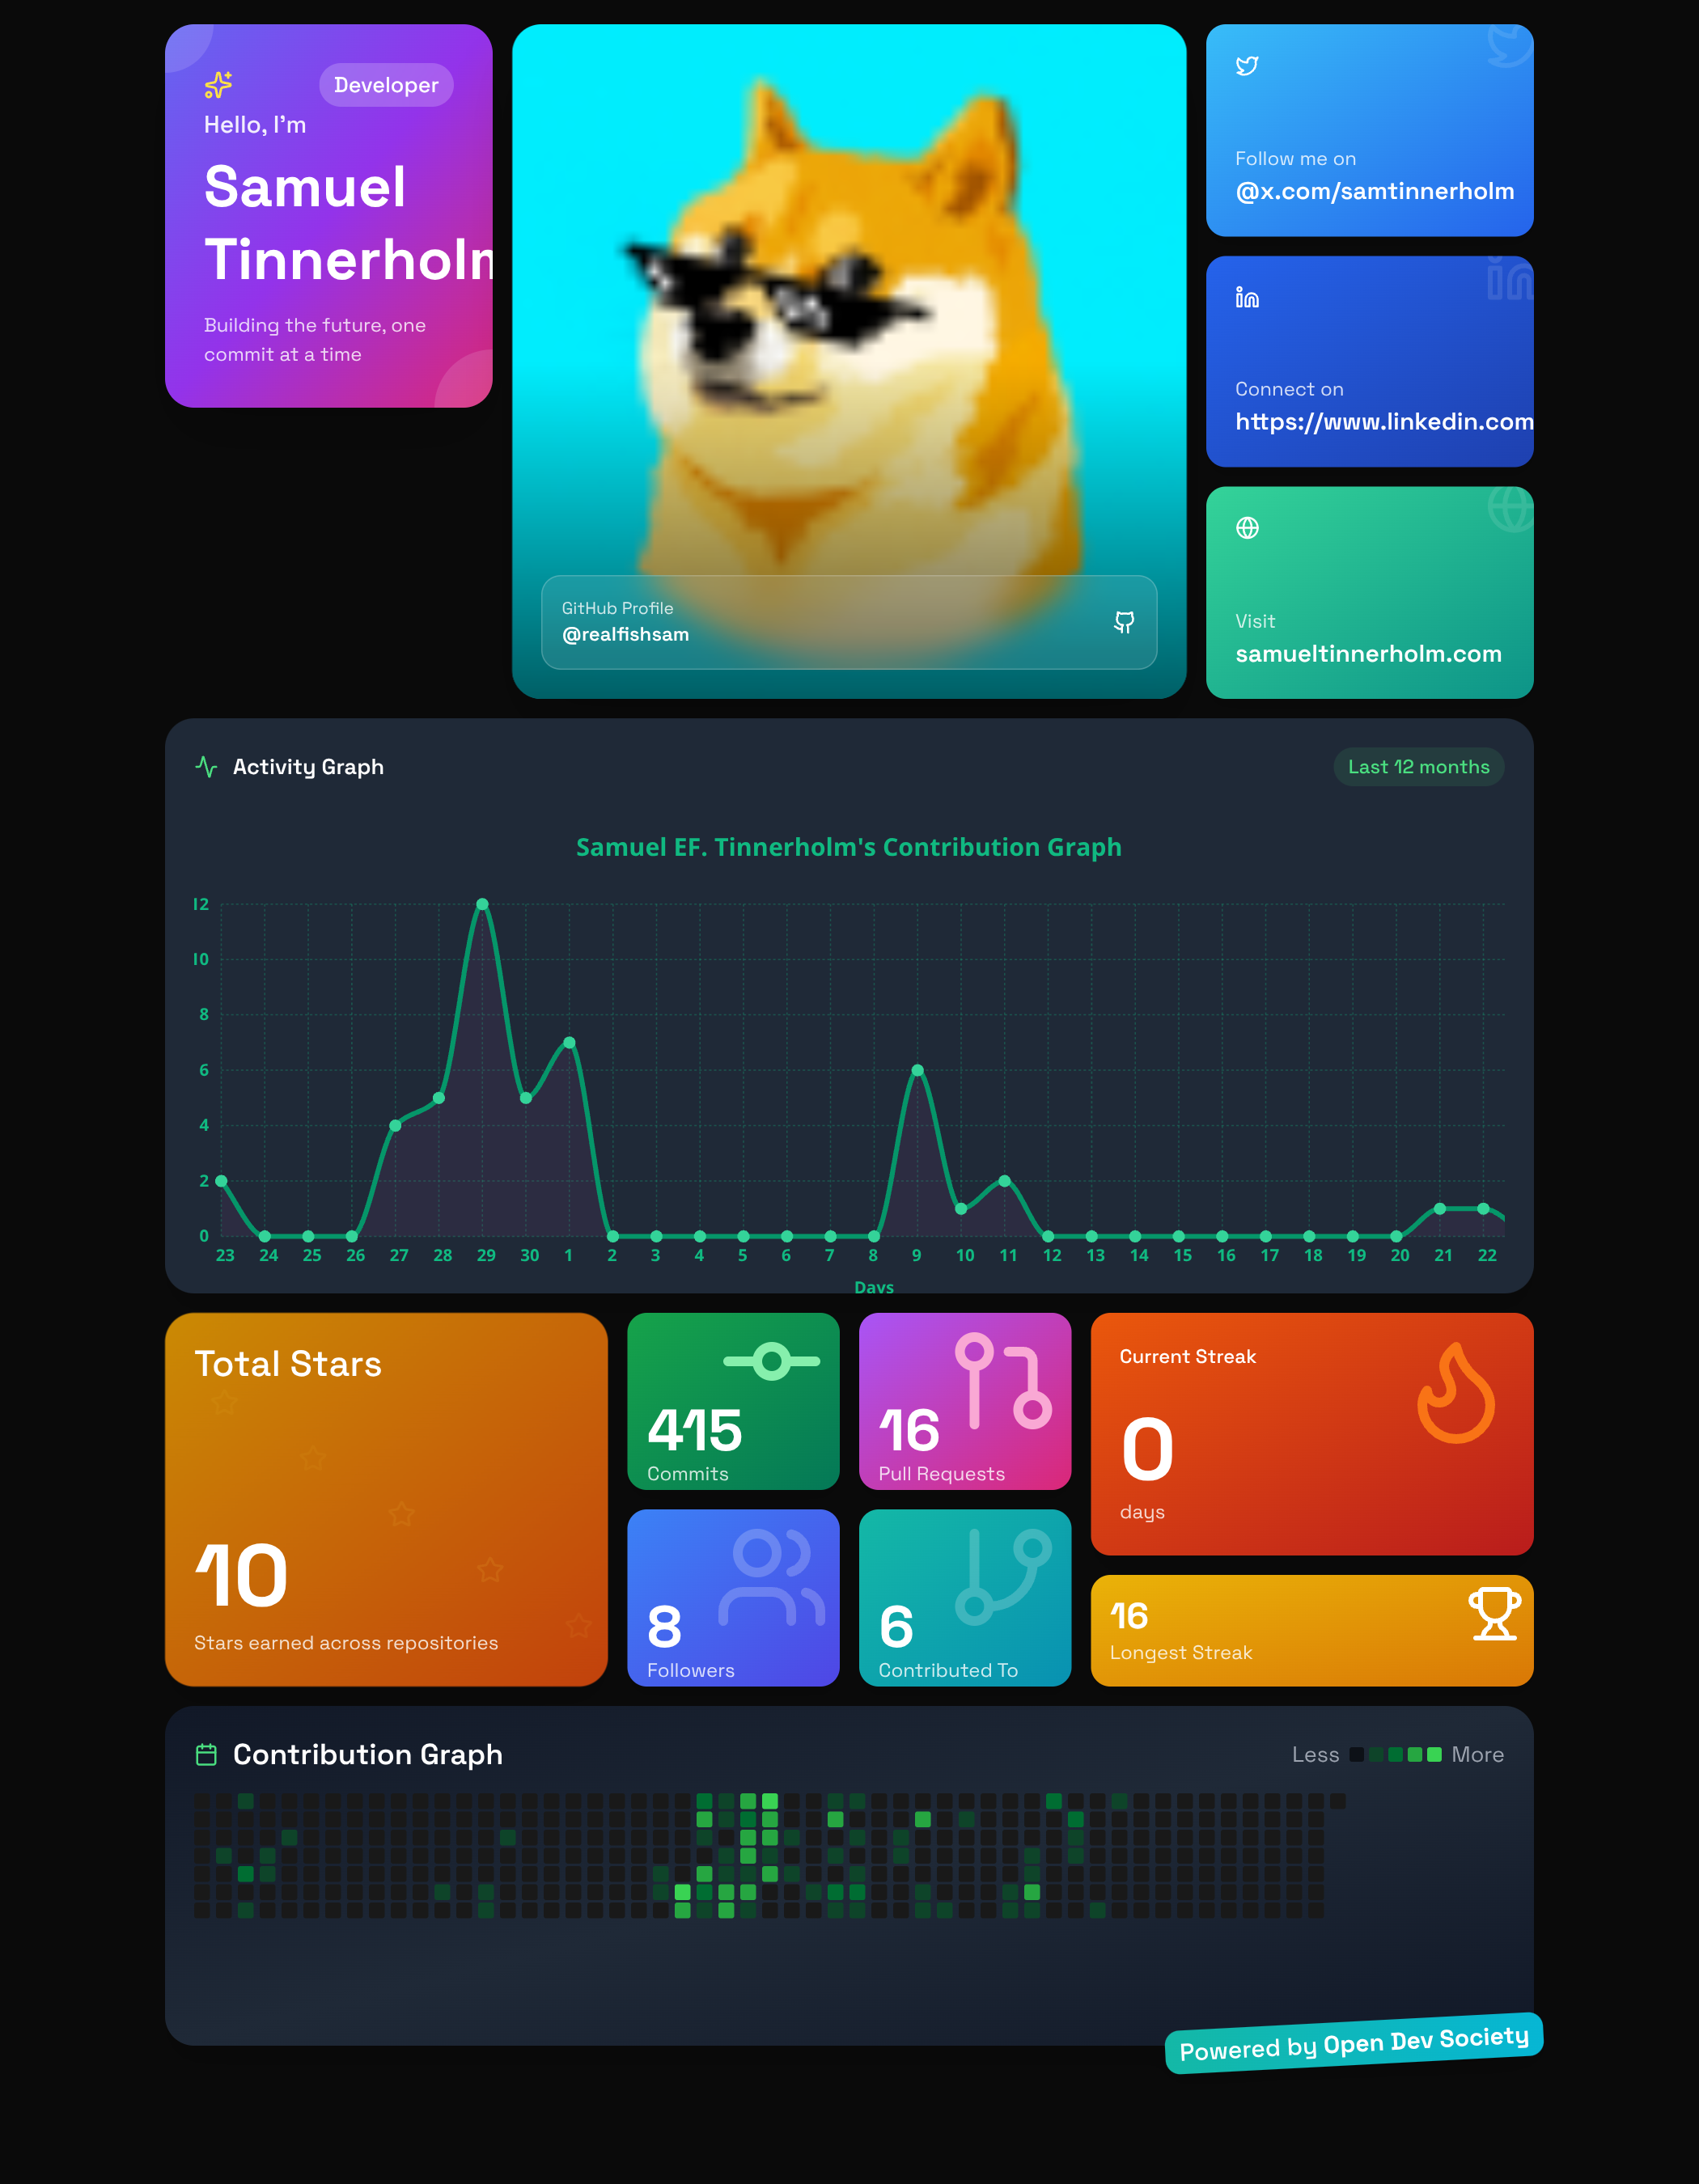 Developer
Hello, I'm
Samuel
Tinnerholm
Building the future, one
commit at a time
GitHub Profile
@realfishsam
Follow me on
@x.com/samtinnerholm
Connect on
https://www.linkedin.com
Visit
samueltinnerholm.com
Activity Graph
Last 12 months
Samuel EF. Tinnerholm's Contribution Graph
12
10
8
6
4
2
0
23 24 25 26 27 28 29 30 1 2 3 4 5 6 7 8 9 10 11 12 13 14 15 16 17 18 19 20 21 22
Days
Total Stars
10
Stars earned across repositories
415
Commits
16
Pull Requests
8
Followers
6
Contributed To
Current Streak
0
days
16
Longest Streak
Contribution Graph
Less More
Powered by Open Dev Society